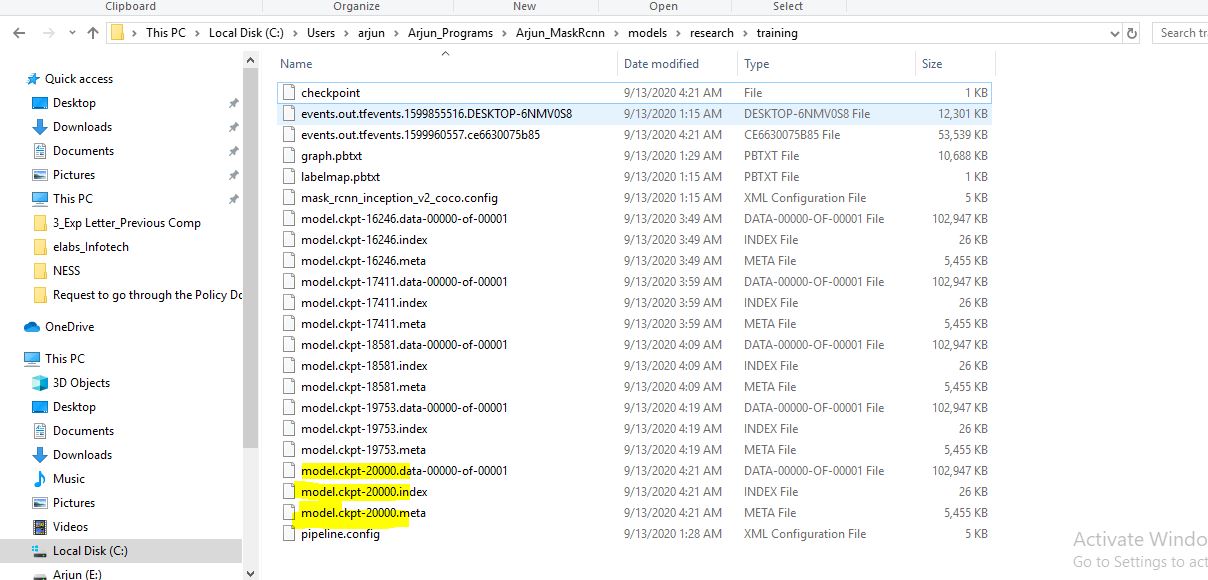 Clipboard Organize New Open Select
This PC Local Disk (C:) Users arjun Arjun_Programs Arjun_MaskRcnn models research training Search tr
Name Date modified Type Size
Quick access
Desktop
Downloads
Documents
Pictures
This PC
3_Exp Letter_Previous Comp
elabs_Infotech
NESS
Request to go through the Policy Do
OneDrive
This PC
3D Objects
Desktop
Documents
Downloads
Music
Pictures
Videos
Local Disk (C:)
Arjun (E:)
checkpoint 9/13/2020 4:21 AM File 1 KB
events.out.tfevents.1599855516.DESKTOP-6NMV0S8 9/13/2020 1:15 AM DESKTOP-6NMV0S8 File 12,301 KB
events.out.tfevents.1599960557.ce6630075b85 9/13/2020 4:21 AM CE6630075B85 File 53,539 KB
graph.pbtxt 9/13/2020 1:29 AM PBTXT File 10,688 KB
labelmap.pbtxt 9/13/2020 1:15 AM PBTXT File 1 KB
mask_rcnn_inception_v2_coco.config 9/13/2020 1:15 AM XML Configuration File 5 KB
model.ckpt-16246.data-00000-of-00001 9/13/2020 3:49 AM DATA-00000-OF-00001 File 102,947 KB
model.ckpt-16246.index 9/13/2020 3:49 AM INDEX File 26 KB
model.ckpt-16246.meta 9/13/2020 3:49 AM META File 5,455 KB
model.ckpt-17411.data-00000-of-00001 9/13/2020 3:59 AM DATA-00000-OF-00001 File 102,947 KB
model.ckpt-17411.index 9/13/2020 3:59 AM INDEX File 26 KB
model.ckpt-17411.meta 9/13/2020 3:59 AM META File 5,455 KB
model.ckpt-18581.data-00000-of-00001 9/13/2020 4:09 AM DATA-00000-OF-00001 File 102,947 KB
model.ckpt-18581.index 9/13/2020 4:09 AM INDEX File 26 KB
model.ckpt-18581.meta 9/13/2020 4:09 AM META File 5,455 KB
model.ckpt-19753.data-00000-of-00001 9/13/2020 4:19 AM DATA-00000-OF-00001 File 102,947 KB
model.ckpt-19753.index 9/13/2020 4:19 AM INDEX File 26 KB
model.ckpt-19753.meta 9/13/2020 4:19 AM META File 5,455 KB
model.ckpt-20000.data-00000-of-00001 9/13/2020 4:21 AM DATA-00000-OF-00001 File 102,947 KB
model.ckpt-20000.index 9/13/2020 4:21 AM INDEX File 26 KB
model.ckpt-20000.meta 9/13/2020 4:21 AM META File 5,455 KB
pipeline.config 9/13/2020 1:28 AM XML Configuration File 5 KB
Activate Windo
Go to Settings to act